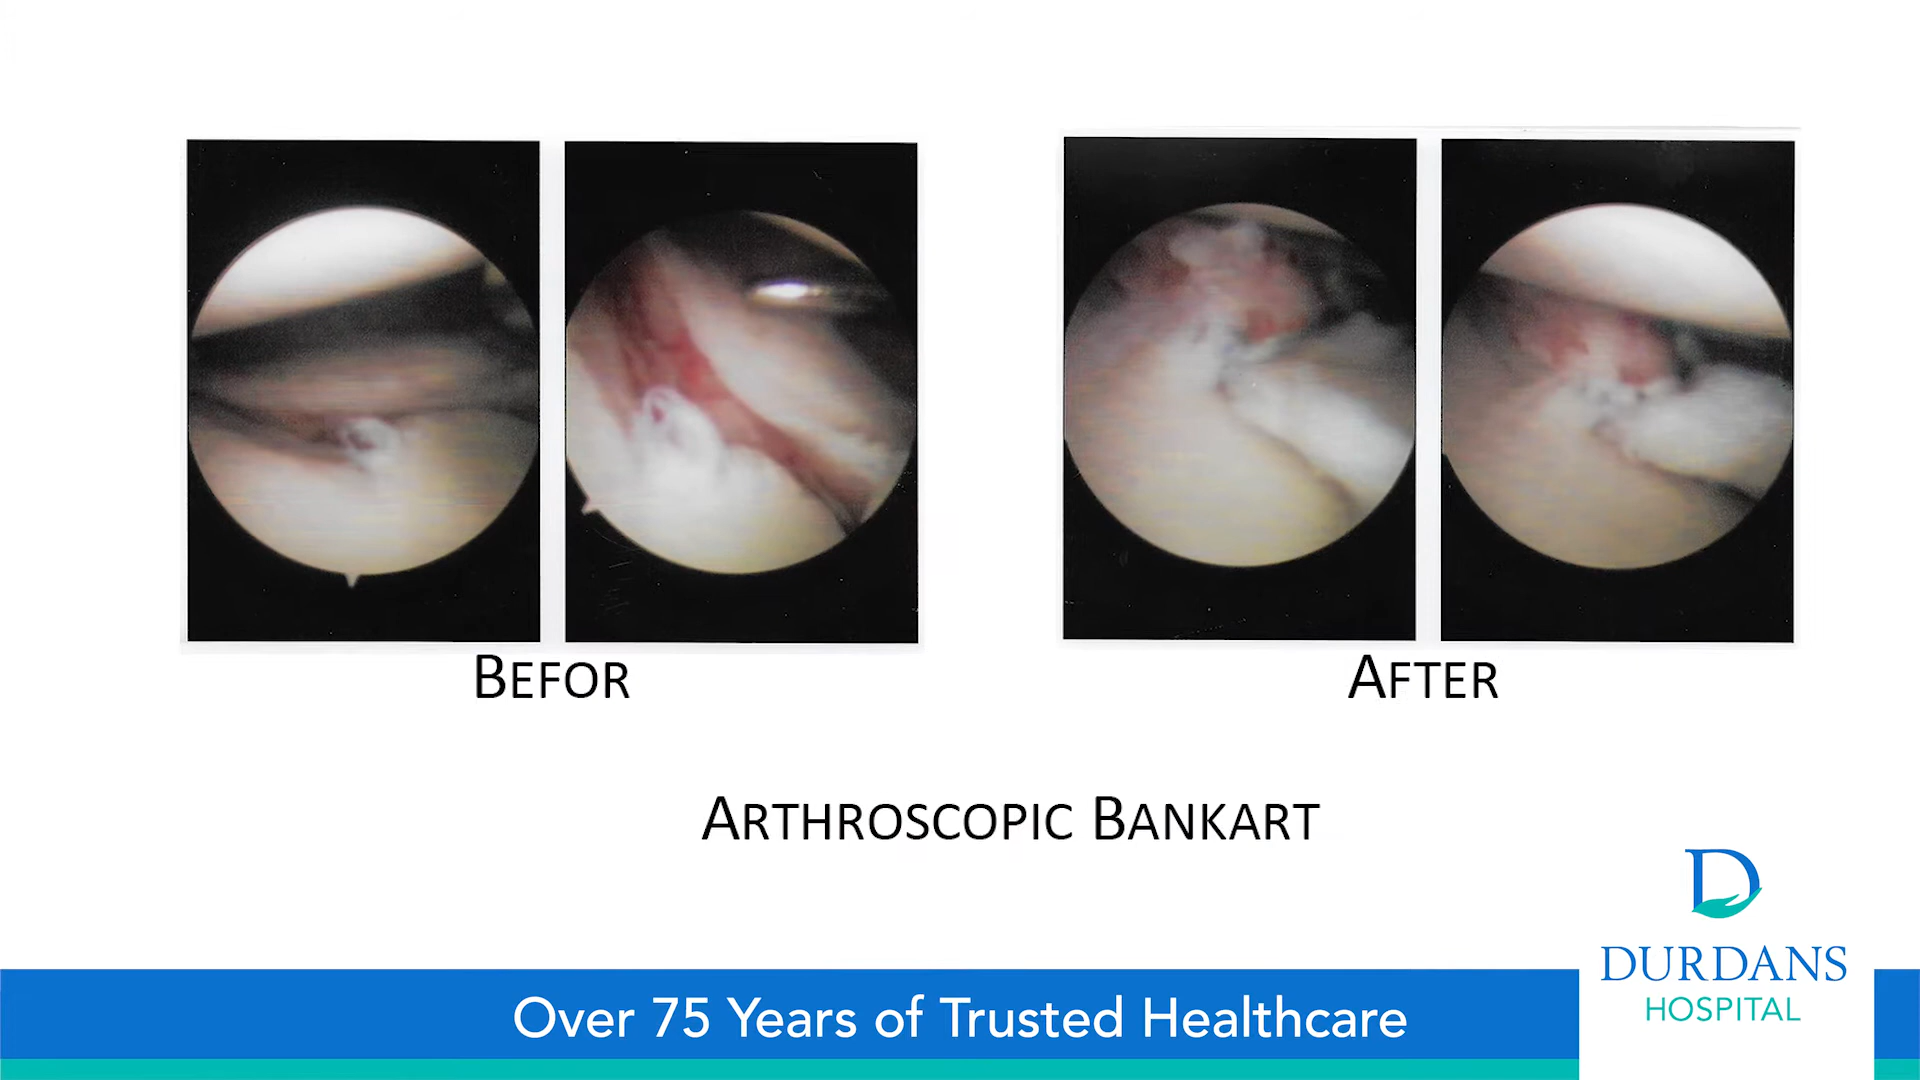 BEFOR
AFTER
ARTHROSCOPIC BANKART
DURDANS
HOSPITAL
Over 75 Years of Trusted Healthcare